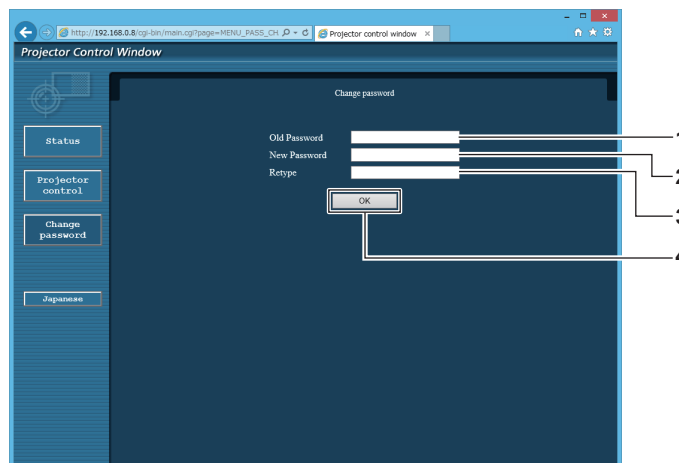 http://192.168.0.8/cgi-bin/main.cgi?page=MENU_PASS_CH
Projector control window
Projector Control Window
Change password
Status
Projector
control
Change
password
Japanese
Old Password
New Password
Retype
OK